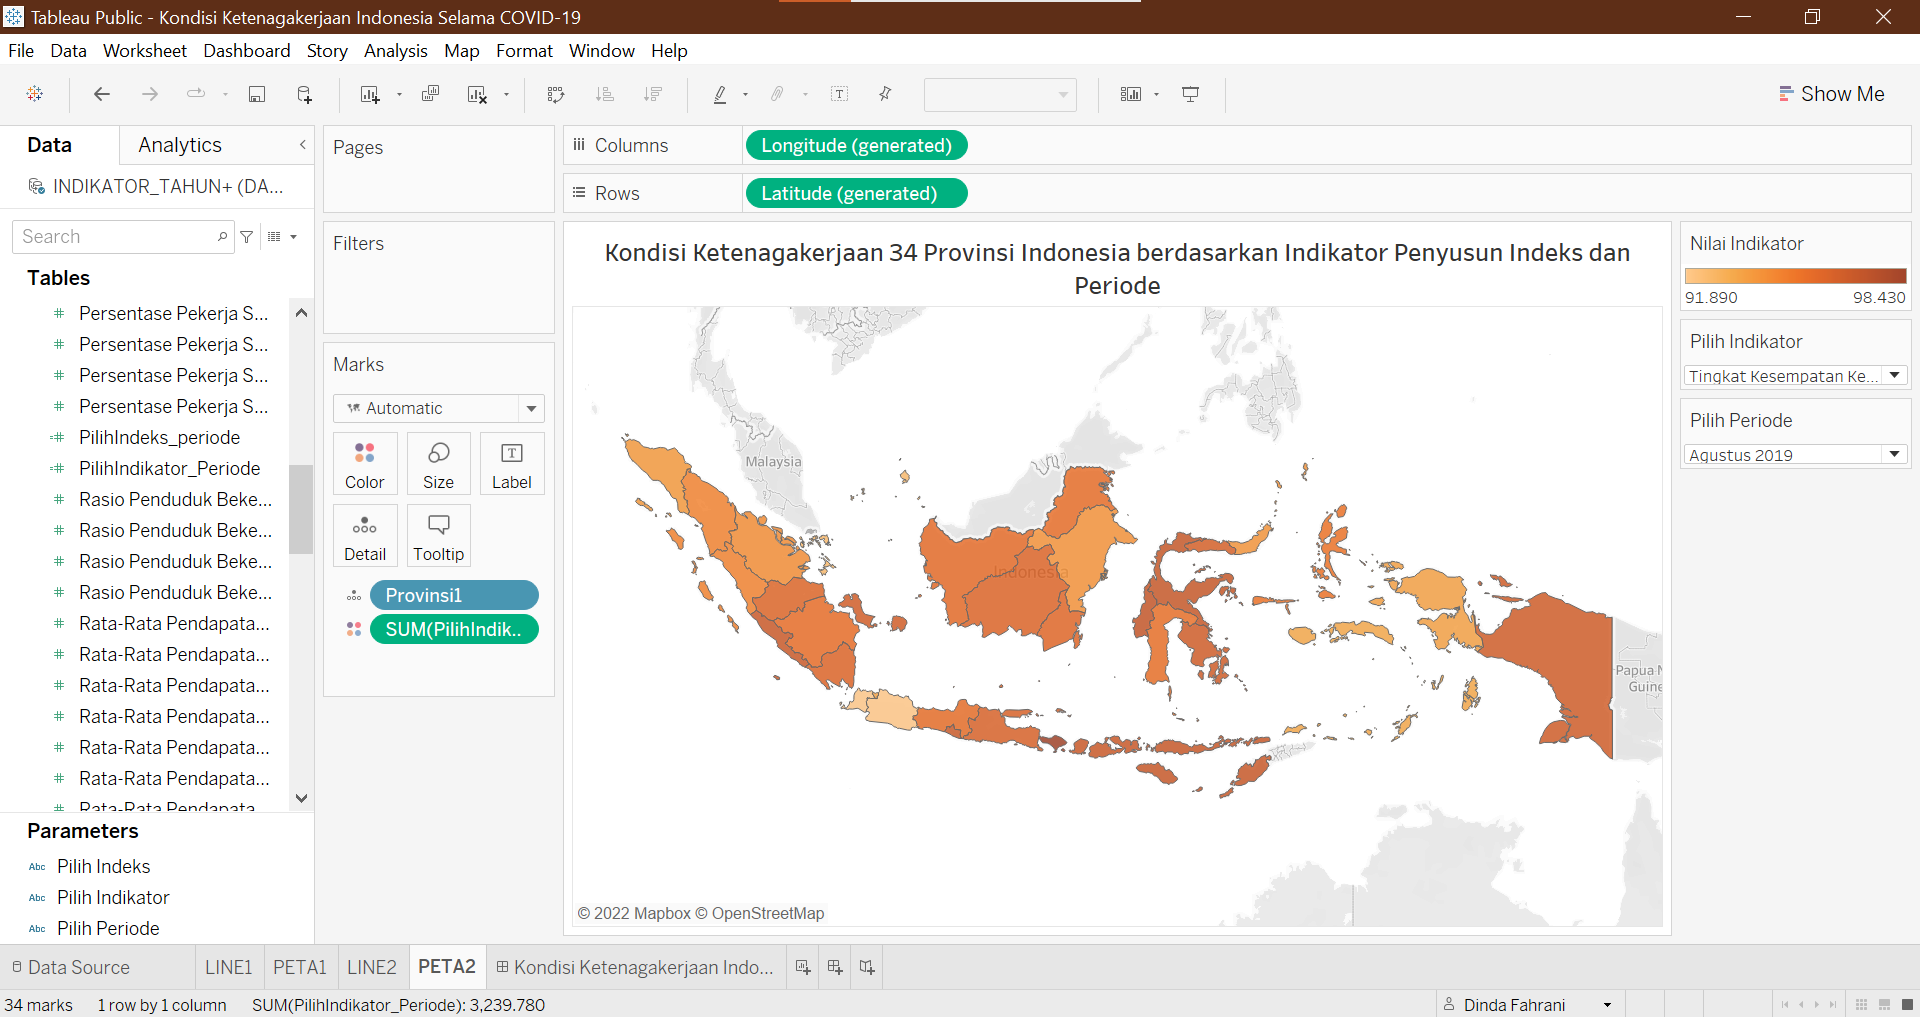 Tableau Public - Kondisi Ketenagakerjaan Indonesia Selama COVID-19
File Data Worksheet Dashboard Story Analysis Map Format Window Help
Show Me
Data
Analytics
INDIKATOR_TAHUN+ (DA...
Search
Tables
Persentase Pekerja S...
Persentase Pekerja S...
Persentase Pekerja S...
Persentase Pekerja S...
PilihIndeks_periode
PilihIndikator_Periode
Rasio Penduduk Beke...
Rasio Penduduk Beke...
Rasio Penduduk Beke...
Rasio Penduduk Beke...
Rata-Rata Pendapata...
Rata-Rata Pendapata...
Rata-Rata Pendapata...
Rata-Rata Pendapata...
Rata-Rata Pendapata...
Rata-Rata Pendapata...
Rata-Rata Pendapata
Parameters
Abc Pilih Indeks
Abc Pilih Indikator
Abc Pilih Periode
Pages
Filters
Marks
Automatic
Color
Size
Label
Detail
Tooltip
Provinsi1
SUM(PilihIndik..
Columns
Longitude (generated)
Rows
Latitude (generated)
Kondisi Ketenagakerjaan 34 Provinsi Indonesia berdasarkan Indikator Penyusun Indeks dan
Periode
Malaysia
Indonesia
Papua N
Guine
© 2022 Mapbox © OpenStreetMap
Nilai Indikator
91.890
98.430
Pilih Indikator
Tingkat Kesempatan Ke...
Pilih Periode
Agustus 2019
Data Source
LINE1
PETA1
LINE2
PETA2
Kondisi Ketenagakerjaan Indo...
34 marks
1 row by 1 column
SUM(PilihIndikator_Periode): 3,239.780
Dinda Fahrani